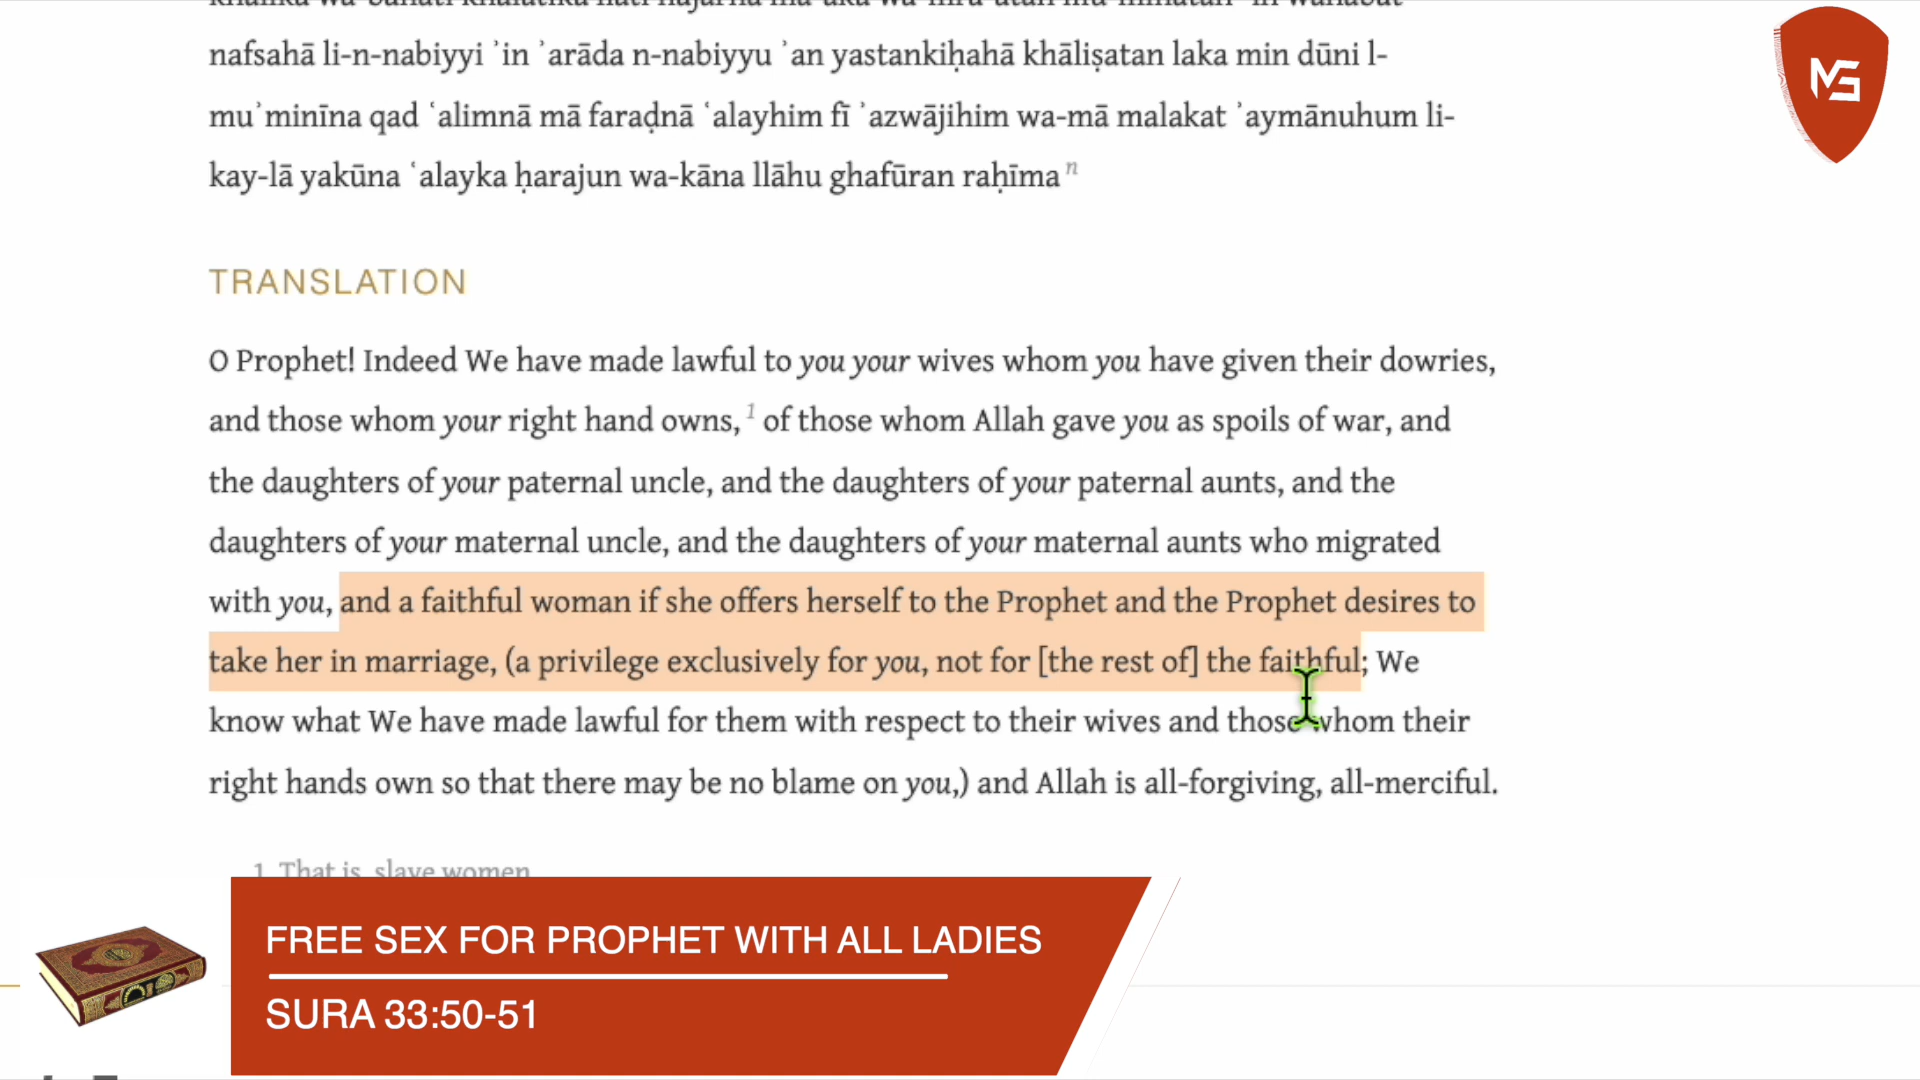 nafsahā li-n-nabiyyi ʾin ʾarāda n-nabiyyu ʾan yastankiḥahā khāliṣatan laka min dūni l-
muʾminīna qad ʿalimnā mā faraḍnā ʿalayhim fī ʾazwājihim wa-mā malakat ʾaymānuhum li-
kay-lā yakūna ʿalayka ḥarajun wa-kāna llāhu ghafūran raḥīma n
TRANSLATION
O Prophet! Indeed We have made lawful to you your wives whom you have given their dowries,
and those whom your right hand owns, 1 of those whom Allah gave you as spoils of war, and
the daughters of your paternal uncle, and the daughters of your paternal aunts, and the
daughters of your maternal uncle, and the daughters of your maternal aunts who migrated
with you, and a faithful woman if she offers herself to the Prophet and the Prophet desires to
take her in marriage, (a privilege exclusively for you, not for [the rest of] the faithful; We
know what We have made lawful for them with respect to their wives and those whom their
right hands own so that there may be no blame on you,) and Allah is all-forgiving, all-merciful.
1. That is, slave women
FREE SEX FOR PROPHET WITH ALL LADIES
SURA 33:50-51